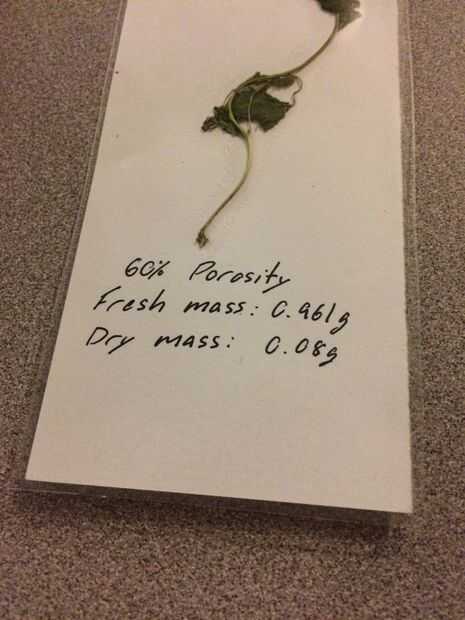 60% Porosity
Fresh mass: 0.961g
Dry mass: 0.08g